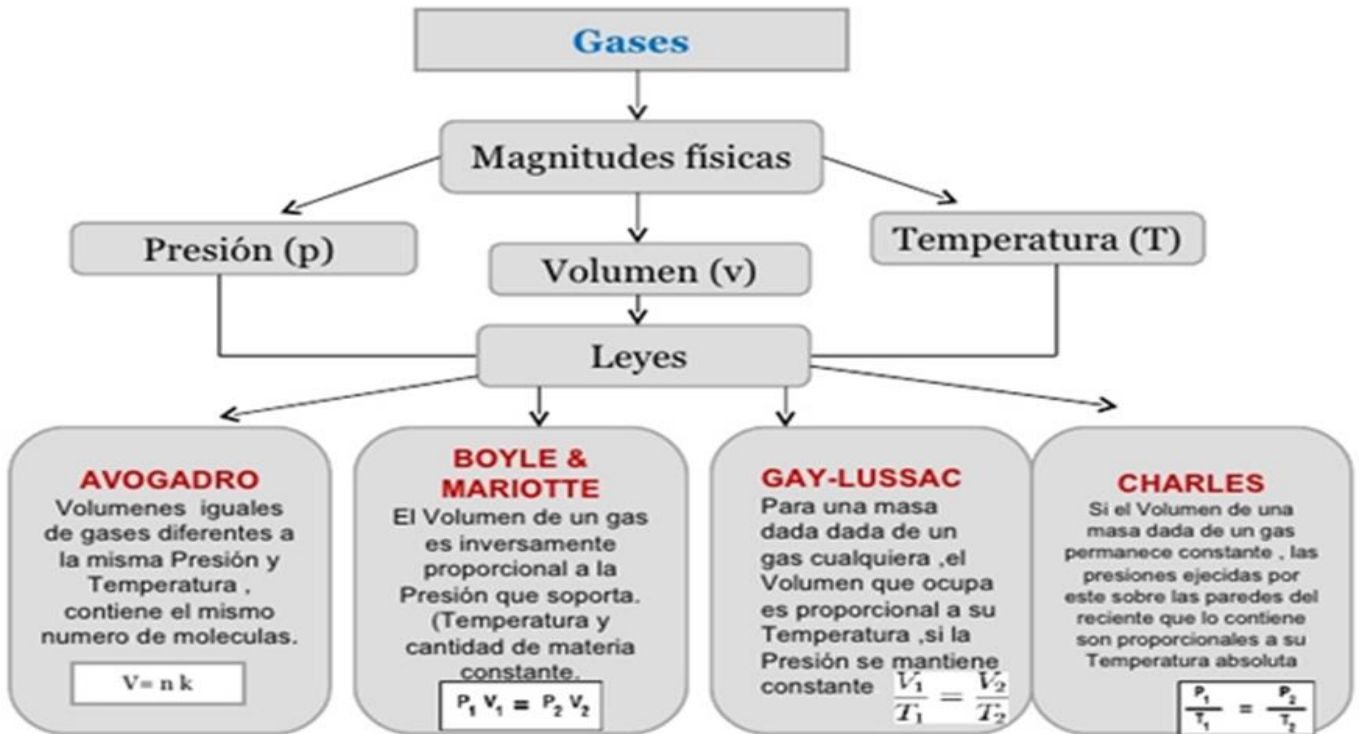 Gases
Magnitudes físicas
Presión (p)
Volumen (v)
Temperatura (T)
Leyes
AVOGADRO
Volumenes iguales
de gases diferentes a
la misma Presión y
Temperatura ,
contiene el mismo
numero de moleculas.
V= n k
BOYLE &
MARIOTTE
El Volumen de un gas
es inversamente
proporcional a la
Presión que soporta.
(Temperatura y
cantidad de materia
constante.
P₁ V₁ = P₂ V₂
GAY-LUSSAC
Para una masa
dada dada de un
gas cualquiera ,el
Volumen que ocupa
es proporcional a su
Temperatura ,si la
Presión se mantiene
constante
V₁/T₁ = V₂/T₂
CHARLES
Si el Volumen de una
masa dada de un gas
permanece constante , las
presiones ejecidas por
este sobre las paredes del
reciente que lo contiene
son proporcionales a su
Temperatura absoluta
P₁/T₁ = P₂/T₂